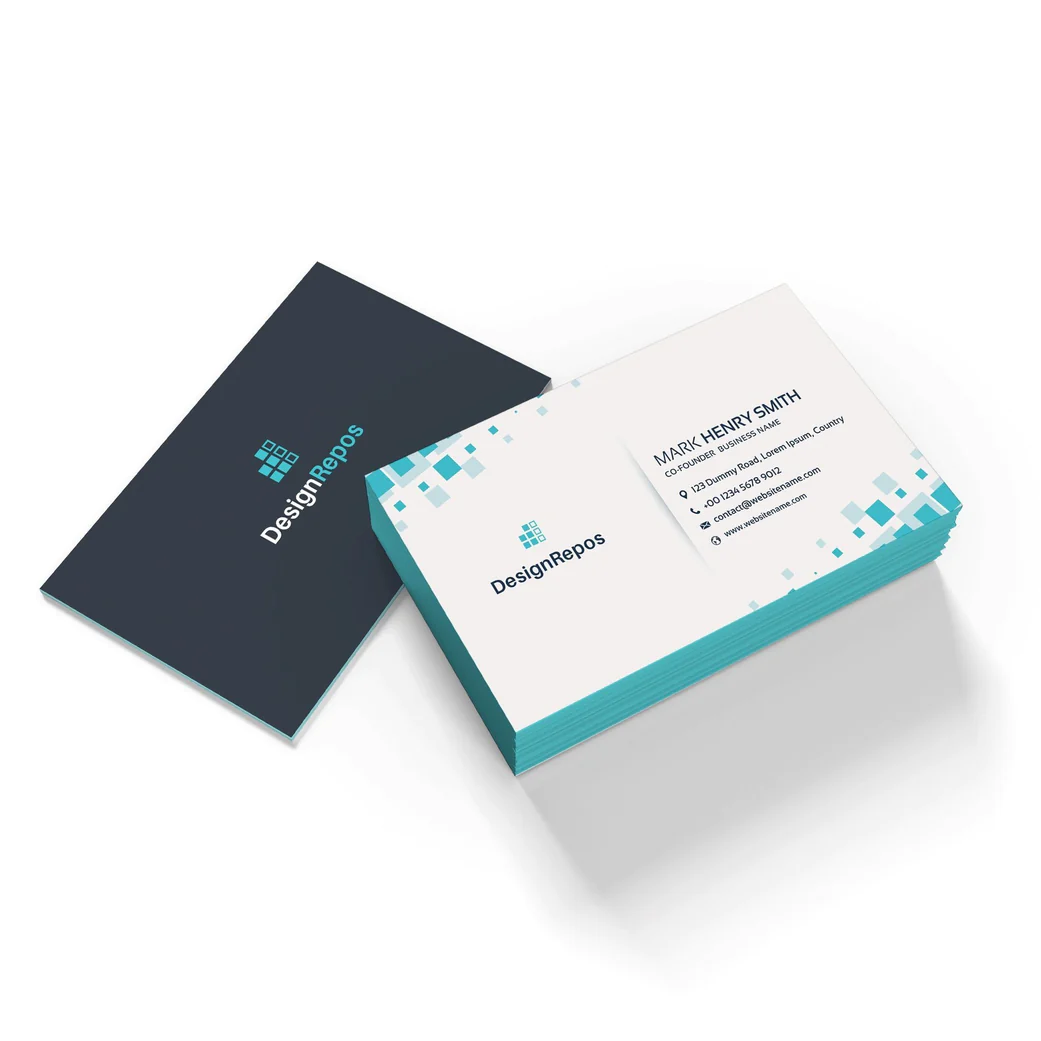 DesignRepos
DesignRepos
MARK HENRY SMITH
CO-FOUNDER BUSINESS NAME
123 Dummy Road, Lorem Ipsum, Country
+00 1234 5678 9012
contact@websitename.com
www.websitename.com